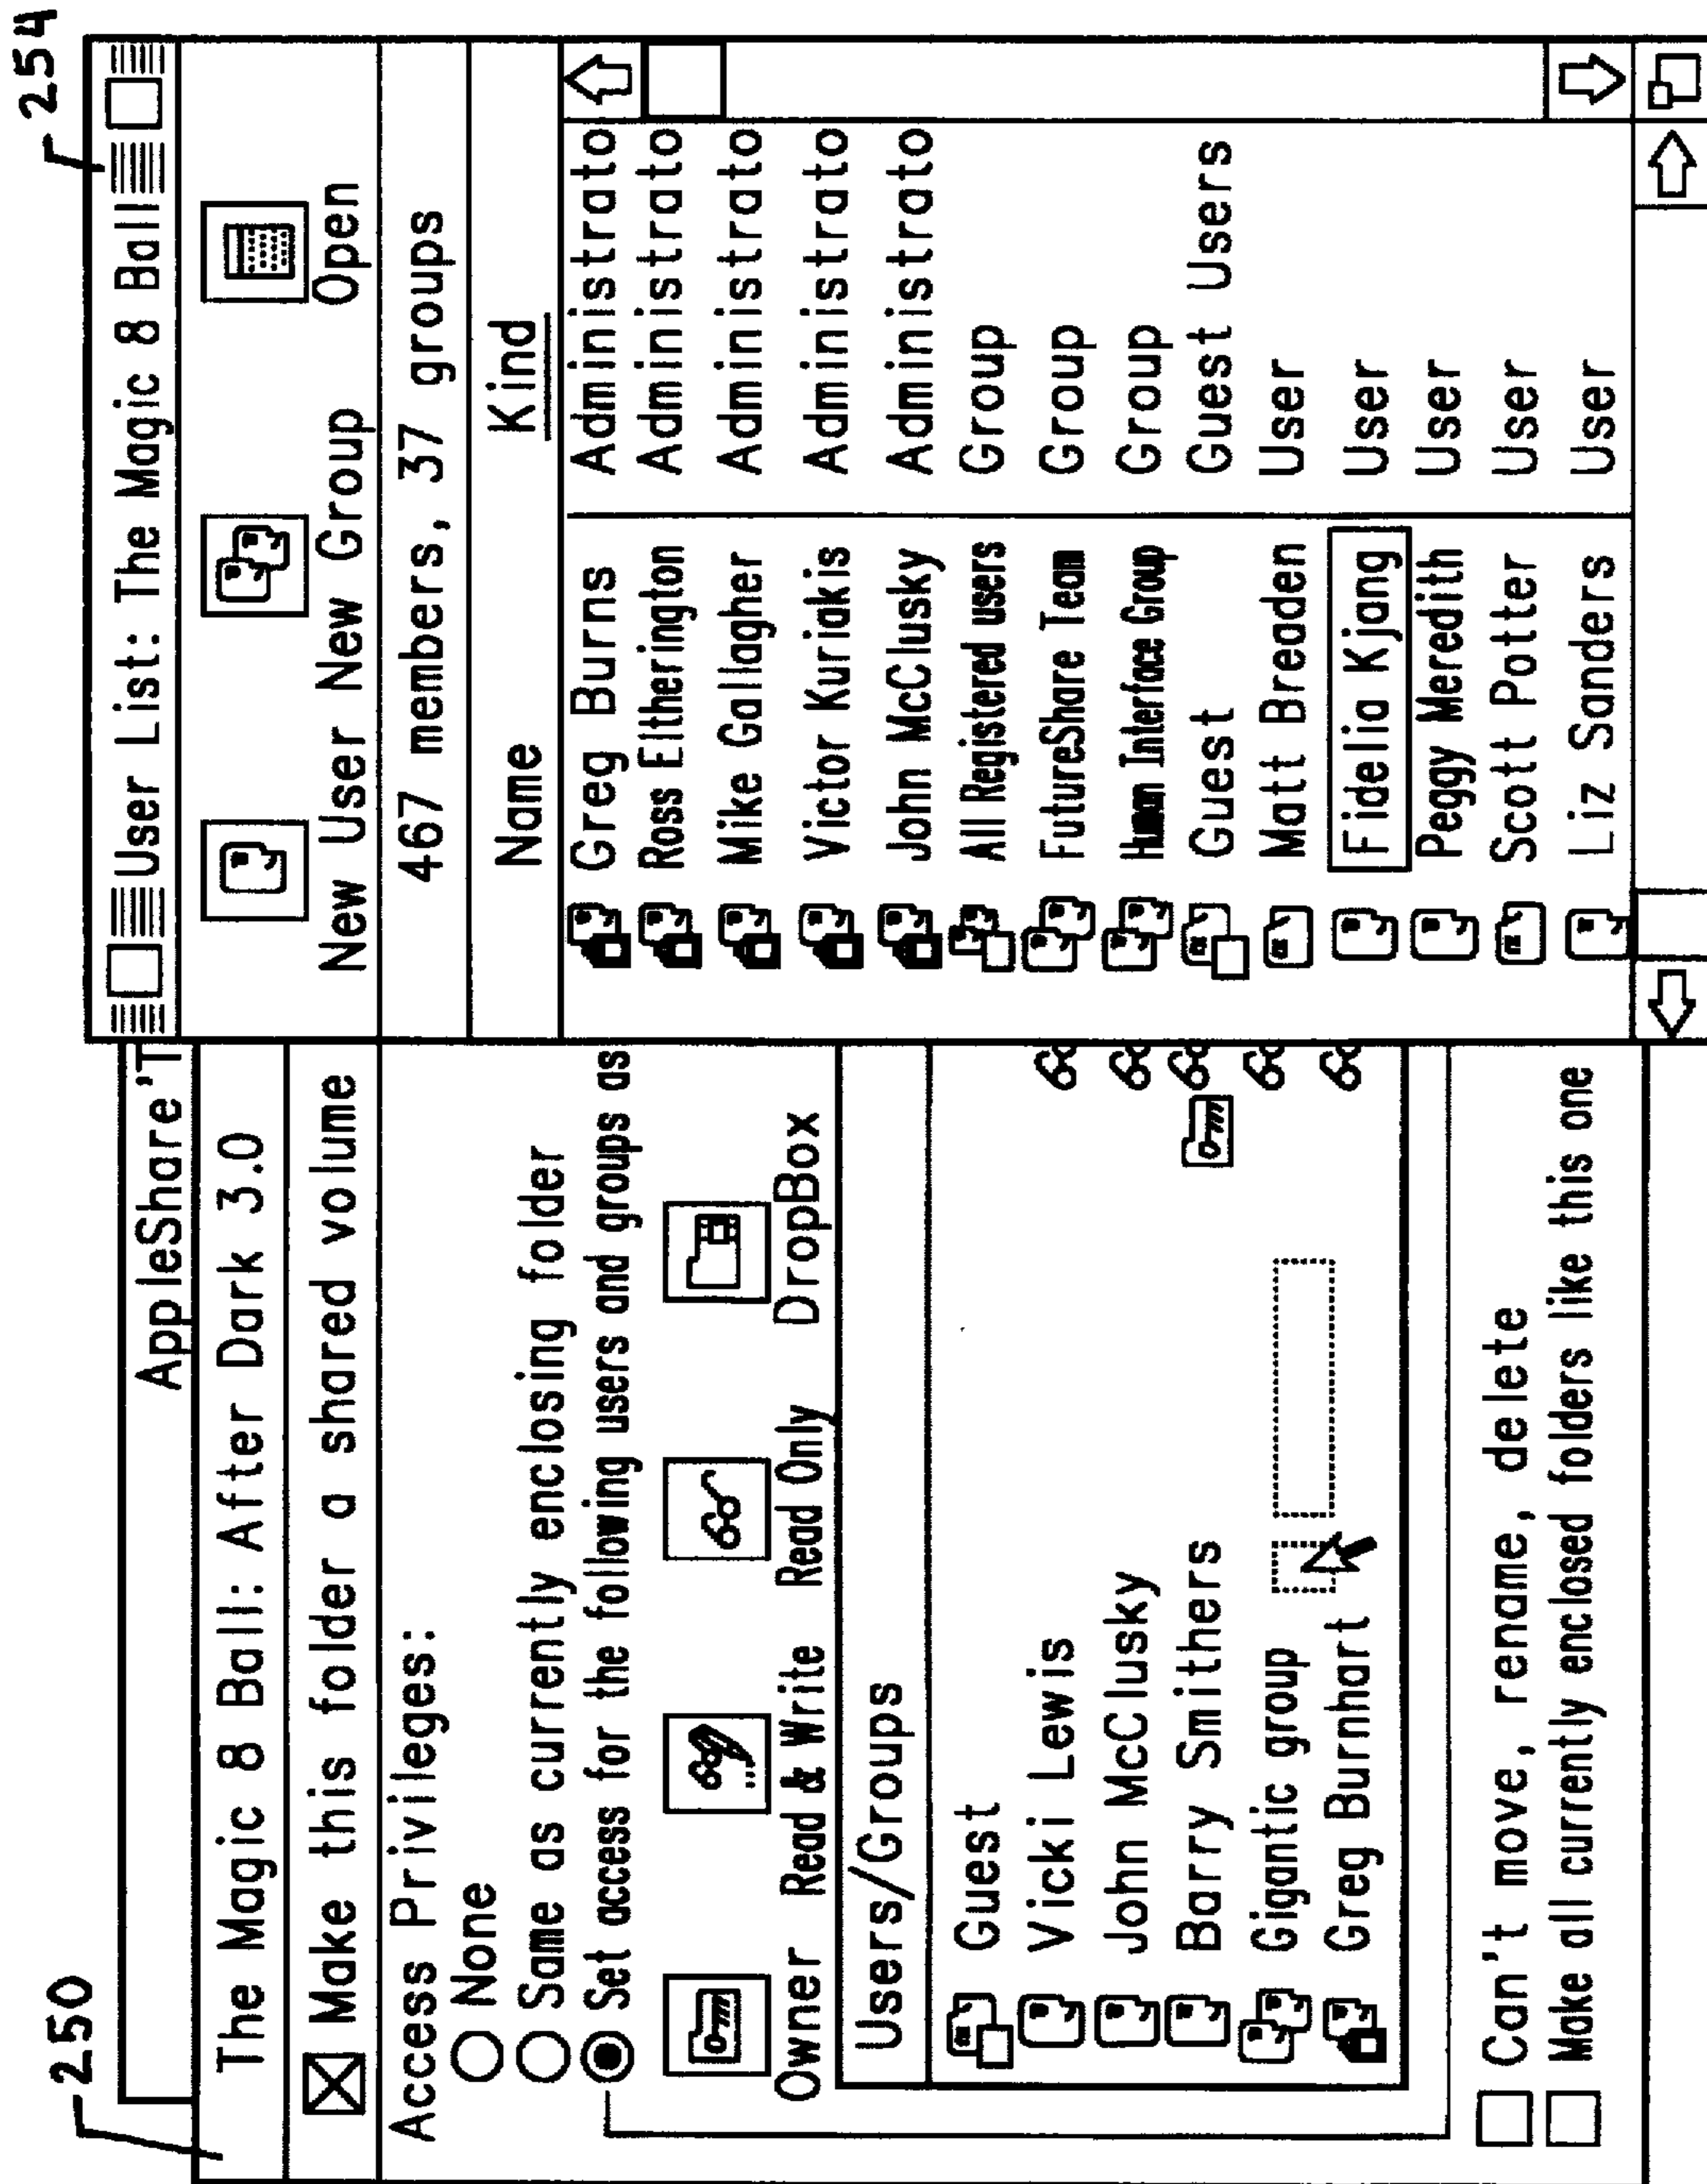 250
AppleShare'T
The Magic 8 Ball: After Dark 3.0
Make this folder a shared volume
Access Privileges:
None
Same as currently enclosing folder
Set access for the following users and groups as
Owner Read & Write Read Only DropBox
Users/Groups
Guest
Vicki Lewis
John McClusky
Barry Smithers
Gigantic group
Greg Burnhart
Can't move, rename, delete
Make all currently enclosed folders like this one
254
User List: The Magic 8 Ball
New User New Group Open
467 members, 37 groups
Name Kind
Greg Burns Administrato
Ross Eltherington Administrato
Mike Gallagher Administrato
Victor Kuriakis Administrato
John McClusky Administrato
All Registered users Group
FutureShare Team Group
Human Interface Group Group
Guest Guest Users
Matt Breaden User
Fidelia Kjang User
Peggy Meredith User
Scott Potter User
Liz Sanders User